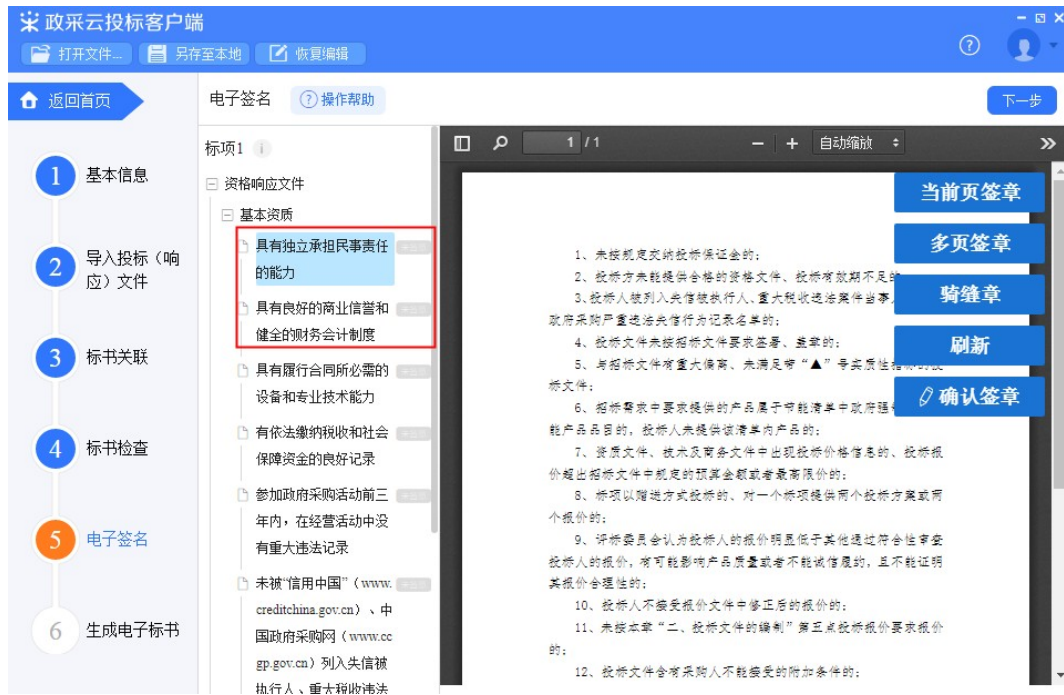 政采云投标客户端
打开文件... 另存至本地 恢复编辑
返回首页
电子签名 操作帮助
下一步
1 基本信息
2 导入投标（响
应）文件
3 标书关联
4 标书检查
5 电子签名
6 生成电子标书
标项1
资格响应文件
基本资质
具有独立承担民事责任
的能力
具有良好的商业信誉和
健全的财务会计制度
具有履行合同所必需的
设备和专业技术能力
有依法缴纳税收和社会
保障资金的良好记录
参加政府采购活动前三
年内，在经营活动中没
有重大违法记录
未被“信用中国”（www.
creditchina.gov.cn）、中
国政府采购网（www.cc
gp.gov.cn）列入失信被
执行人、重大税收违法
1 / 1
自动缩放
当前页签章
多页签章
骑缝章
刷新
确认签章
1、未按规定交纳投标保证金的；
2、投标方未能提供合格的资格文件、投标有效期不足的
3、投标人被列入失信被执行人、重大税收违法案件当事
政府采购严重违法失信行为记录名单的；
4、投标文件未按招标文件要求签署、盖章的；
5、与招标文件有重大偏离、未满足带“▲”号实质性指标的投
标文件；
6、招标需求中要求提供的产品属于节能清单中政府强
能产品品目的，投标人未提供该清单内产品的；
7、资质文件、技术及商务文件中出现投标价格信息的、投标报
价超出招标文件中规定的预算金额或者最高限价的；
8、标项以赠送方式投标的、对一个标项提供两个投标方案或两
个报价的；
9、评标委员会认为投标人的报价明显低于其他通过符合性审查
投标人的报价，有可能影响产品质量或者不能诚信履约，且不能证明
其报价合理性的；
10、投标人不接受报价文件中修正后的报价的；
11、未按本章“二、投标文件的编制”第五点投标报价要求报价
的；
12、投标文件含有采购人不能接受的附加条件的；